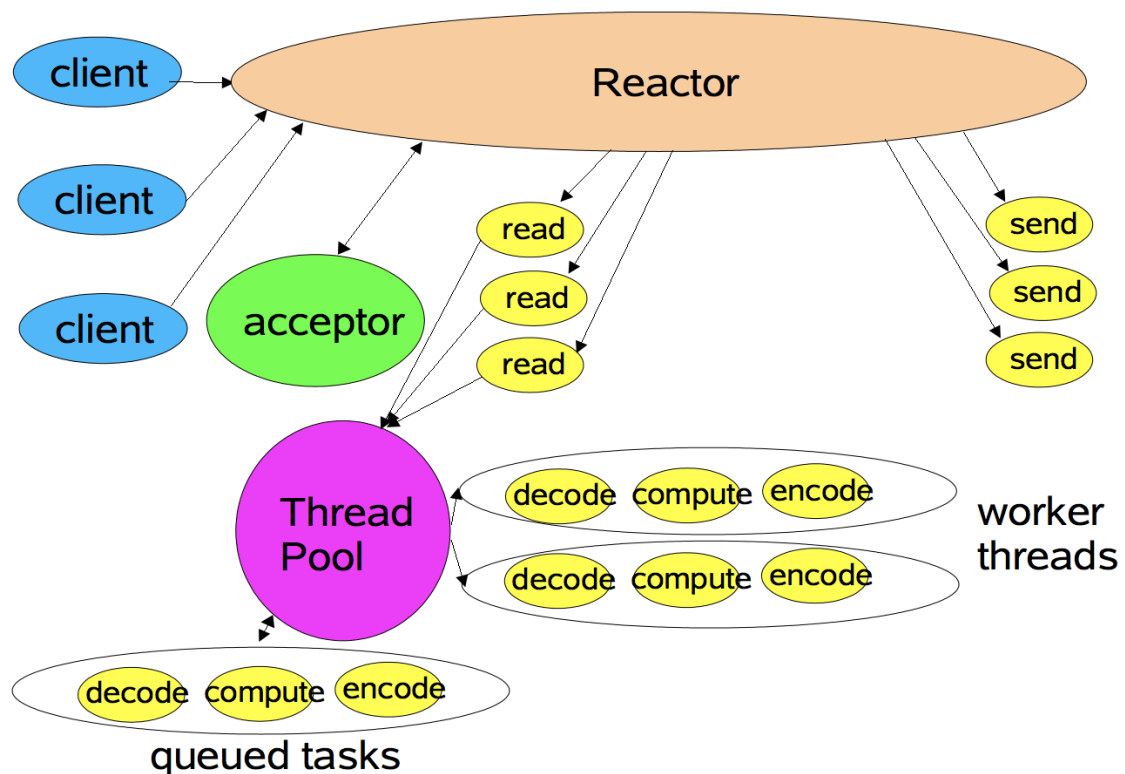 client
Reactor
client
read
send
read
send
client
acceptor
read
send
Thread
Pool
decode compute encode
worker
threads
decode compute encode
decode compute encode
queued tasks